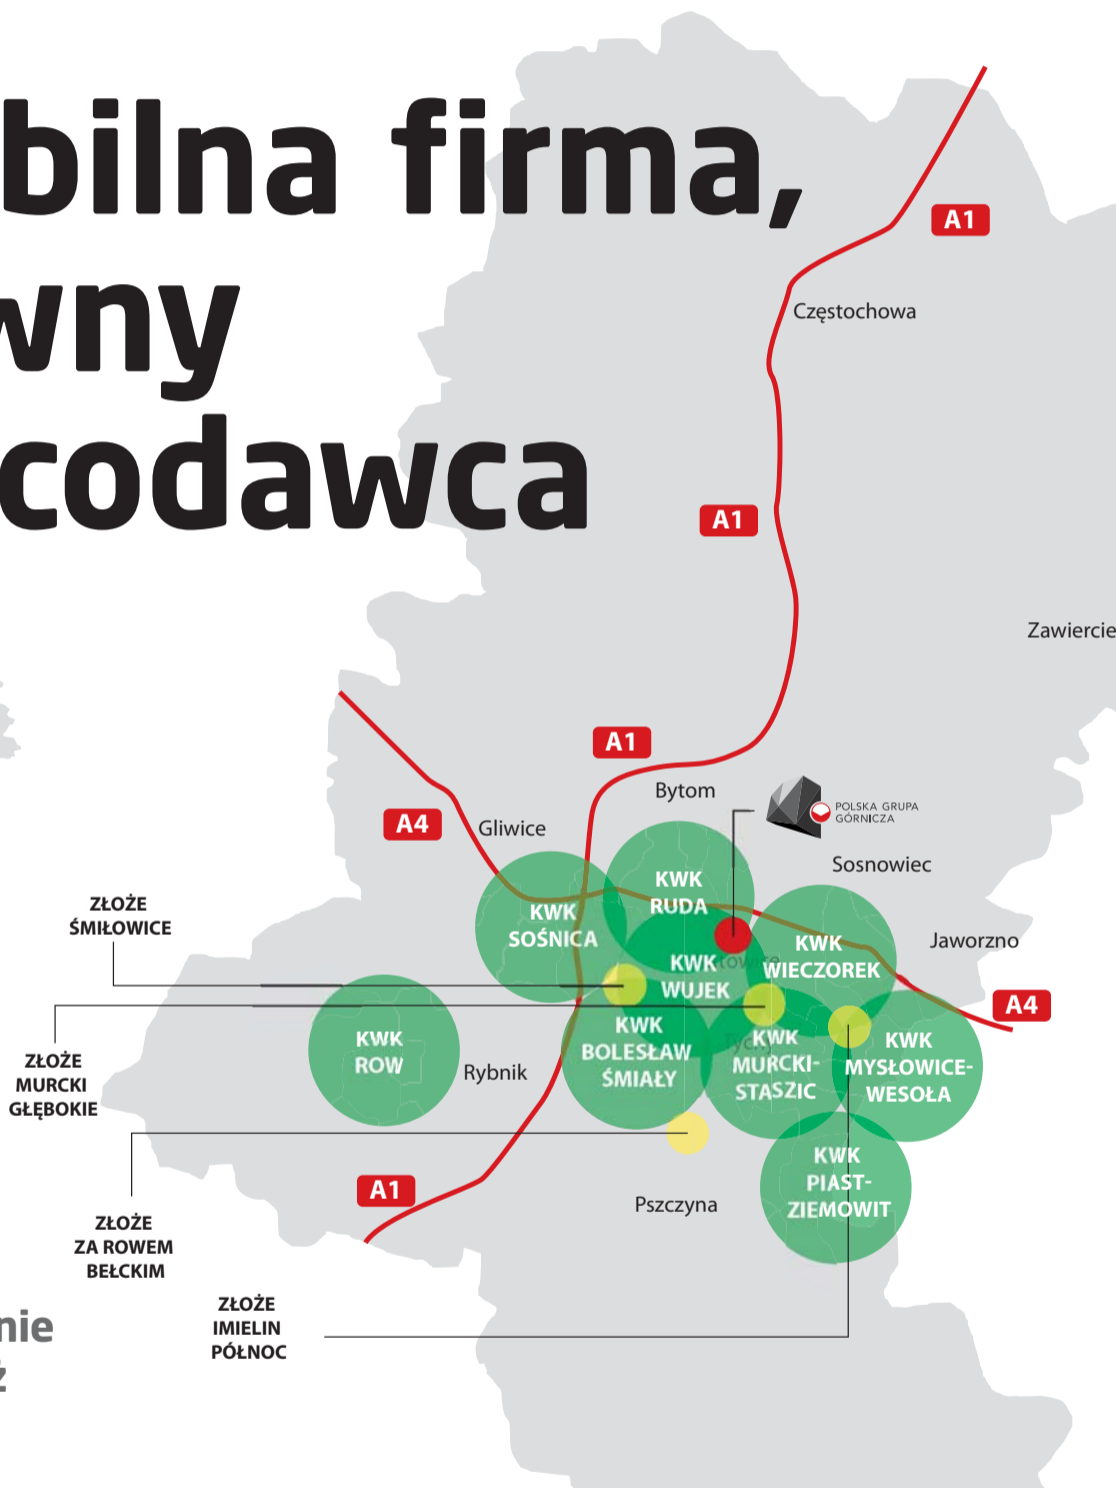 bilna firma,
wny
codawca
A1
Częstochowa
A1
Zawiercie
A1
Bytom
POLSKA GRUPA
GÓRNICZA
A4
Gliwice
Sosnowiec
KWK
RUDA
ZŁOŻE
ŚMIŁOWICE
KWK
SOŚNICA
Jaworzno
KWK
WIECZOREK
KWK
WUJEK
towice
A4
KWK
ROW
KWK
BOLESŁAW
ŚMIAŁY
Tychy
KWK
MURCKI-
STASZIC
KWK
MYSŁOWICE-
WESOŁA
ZŁOŻE
MURCKI
GŁĘBOKIE
Rybnik
KWK
PIAST-
ZIEMOWIT
A1
Pszczyna
ZŁOŻE
ZA ROWEM
BEŁCKIM
ZŁOŻE
IMIELIN
PÓŁNOC
nie
ż